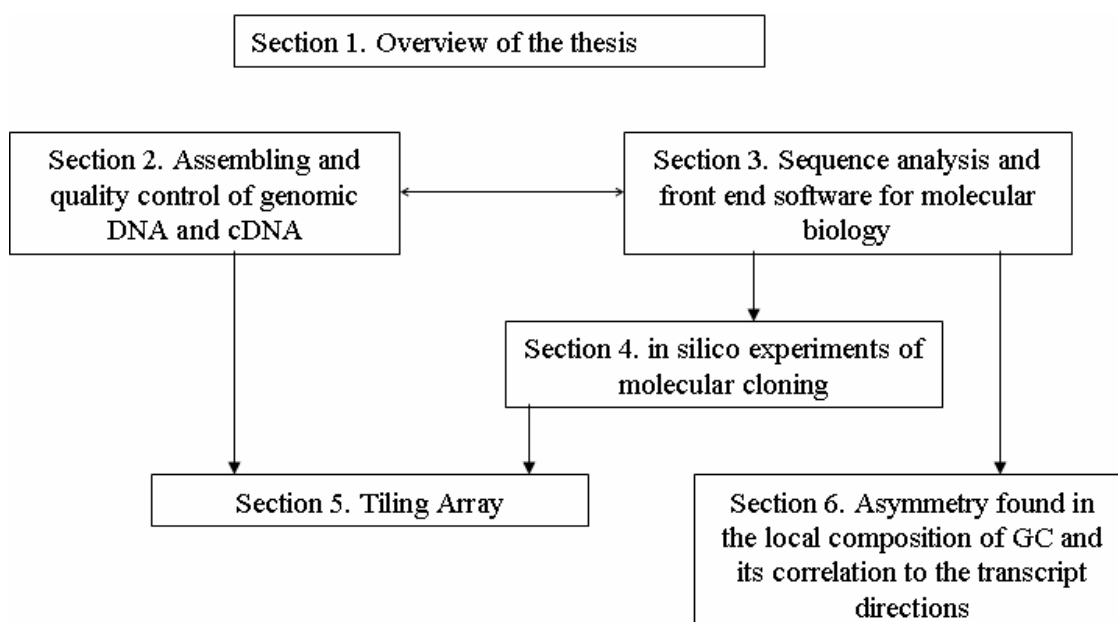 Section 1. Overview of the thesis
Section 2. Assembling and
quality control of genomic
DNA and cDNA
Section 3. Sequence analysis and
front end software for molecular
biology
Section 4. in silico experiments of
molecular cloning
Section 5. Tiling Array
Section 6. Asymmetry found in
the local composition of GC and
its correlation to the transcript
directions